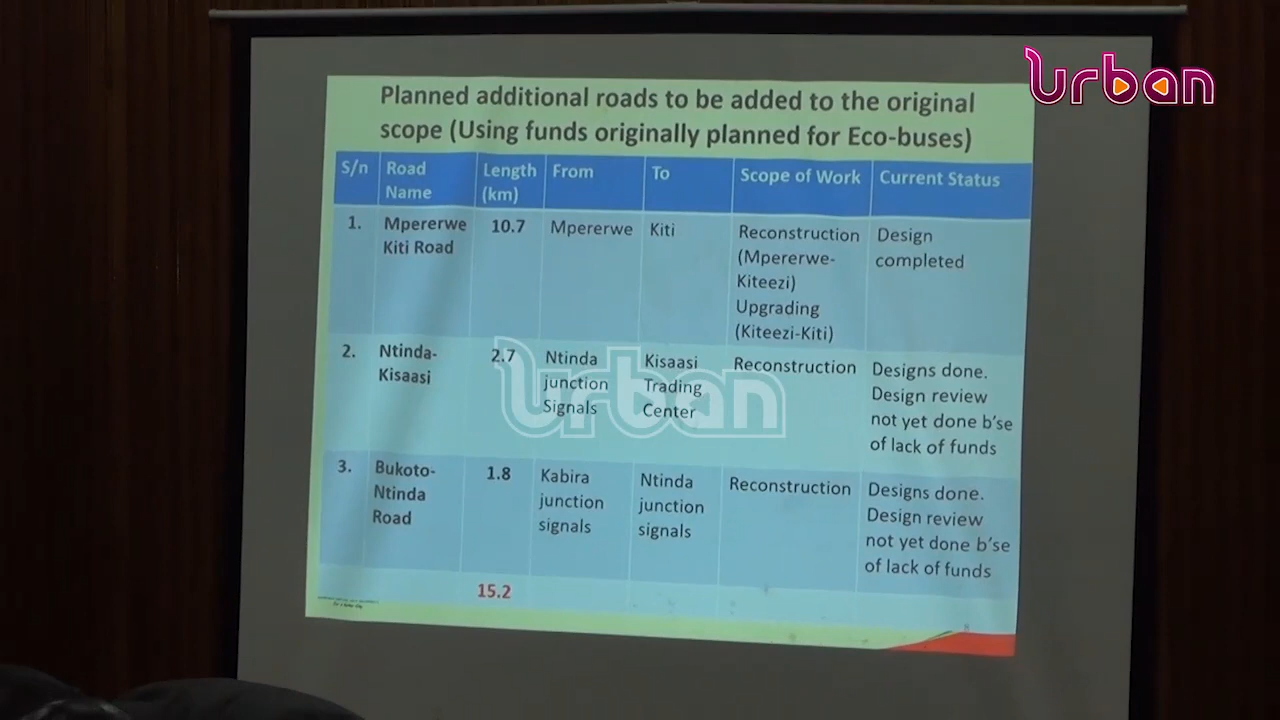 Urban
Planned additional roads to be added to the original
scope (Using funds originally planned for Eco-buses)
S/n Road Name Length (km) From To Scope of Work Current Status
1. Mpererwe Kiti Road 10.7 Mpererwe Kiti Reconstruction (Mpererwe-Kiteezi) Upgrading (Kiteezi-Kiti) Design completed
2. Ntinda-Kisaasi 2.7 Ntinda junction Signals Kisaasi Trading Center Reconstruction Designs done. Design review not yet done b'se of lack of funds
3. Bukoto-Ntinda Road 1.8 Kabira junction signals Ntinda junction signals Reconstruction Designs done. Design review not yet done b'se of lack of funds
15.2
Urban
8